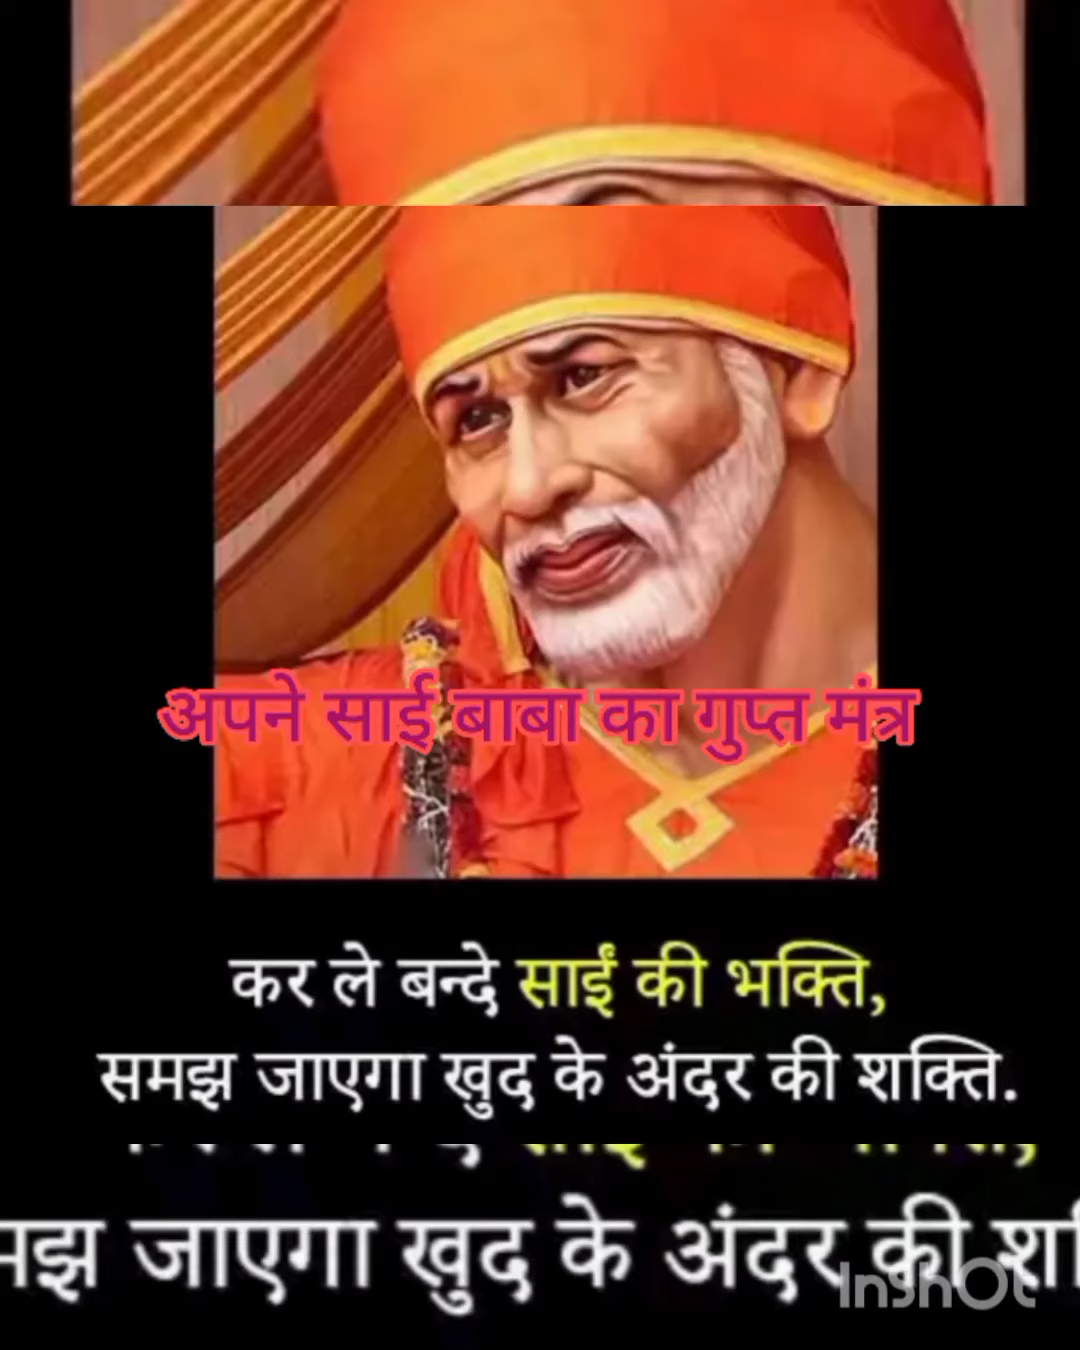 अपने साई बाबा का गुप्त मंत्र
कर ले बन्दे साईं की भक्ति,
समझ जाएगा खुद के अंदर की शक्ति.
जाएगा खुद के अंदर की
InShOt